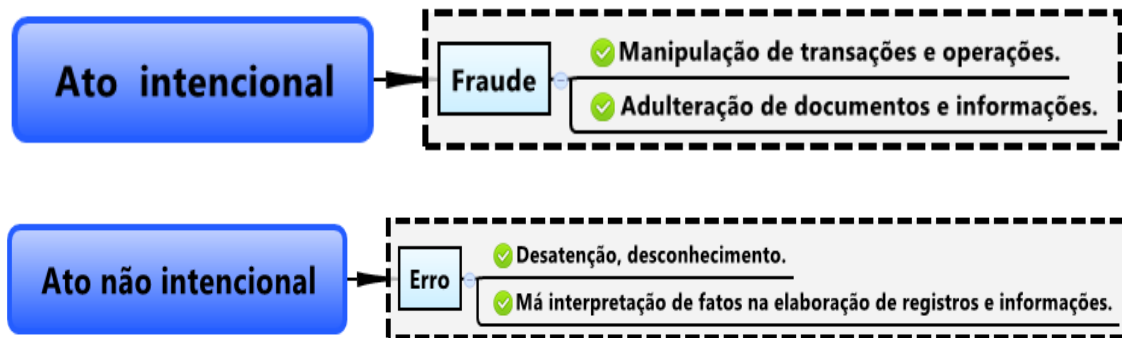 Ato intencional
Fraude
Manipulação de transações e operações.
Adulteração de documentos e informações.
Ato não intencional
Erro
Desatenção, desconhecimento.
Má interpretação de fatos na elaboração de registros e informações.